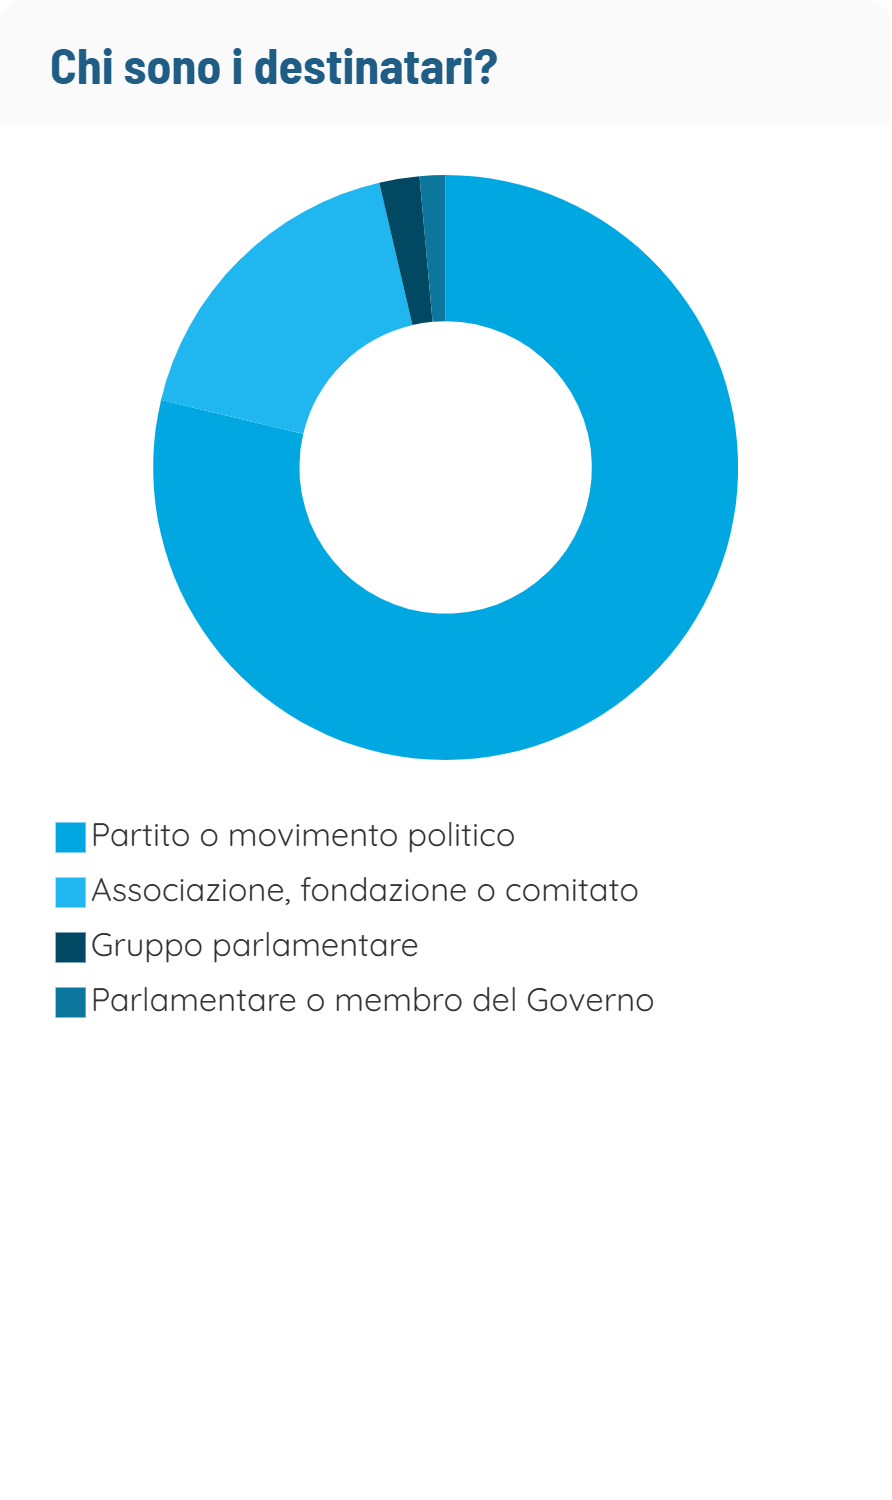 Chi sono i destinatari?
Partito o movimento politico
Associazione, fondazione o comitato
Gruppo parlamentare
Parlamentare o membro del Governo